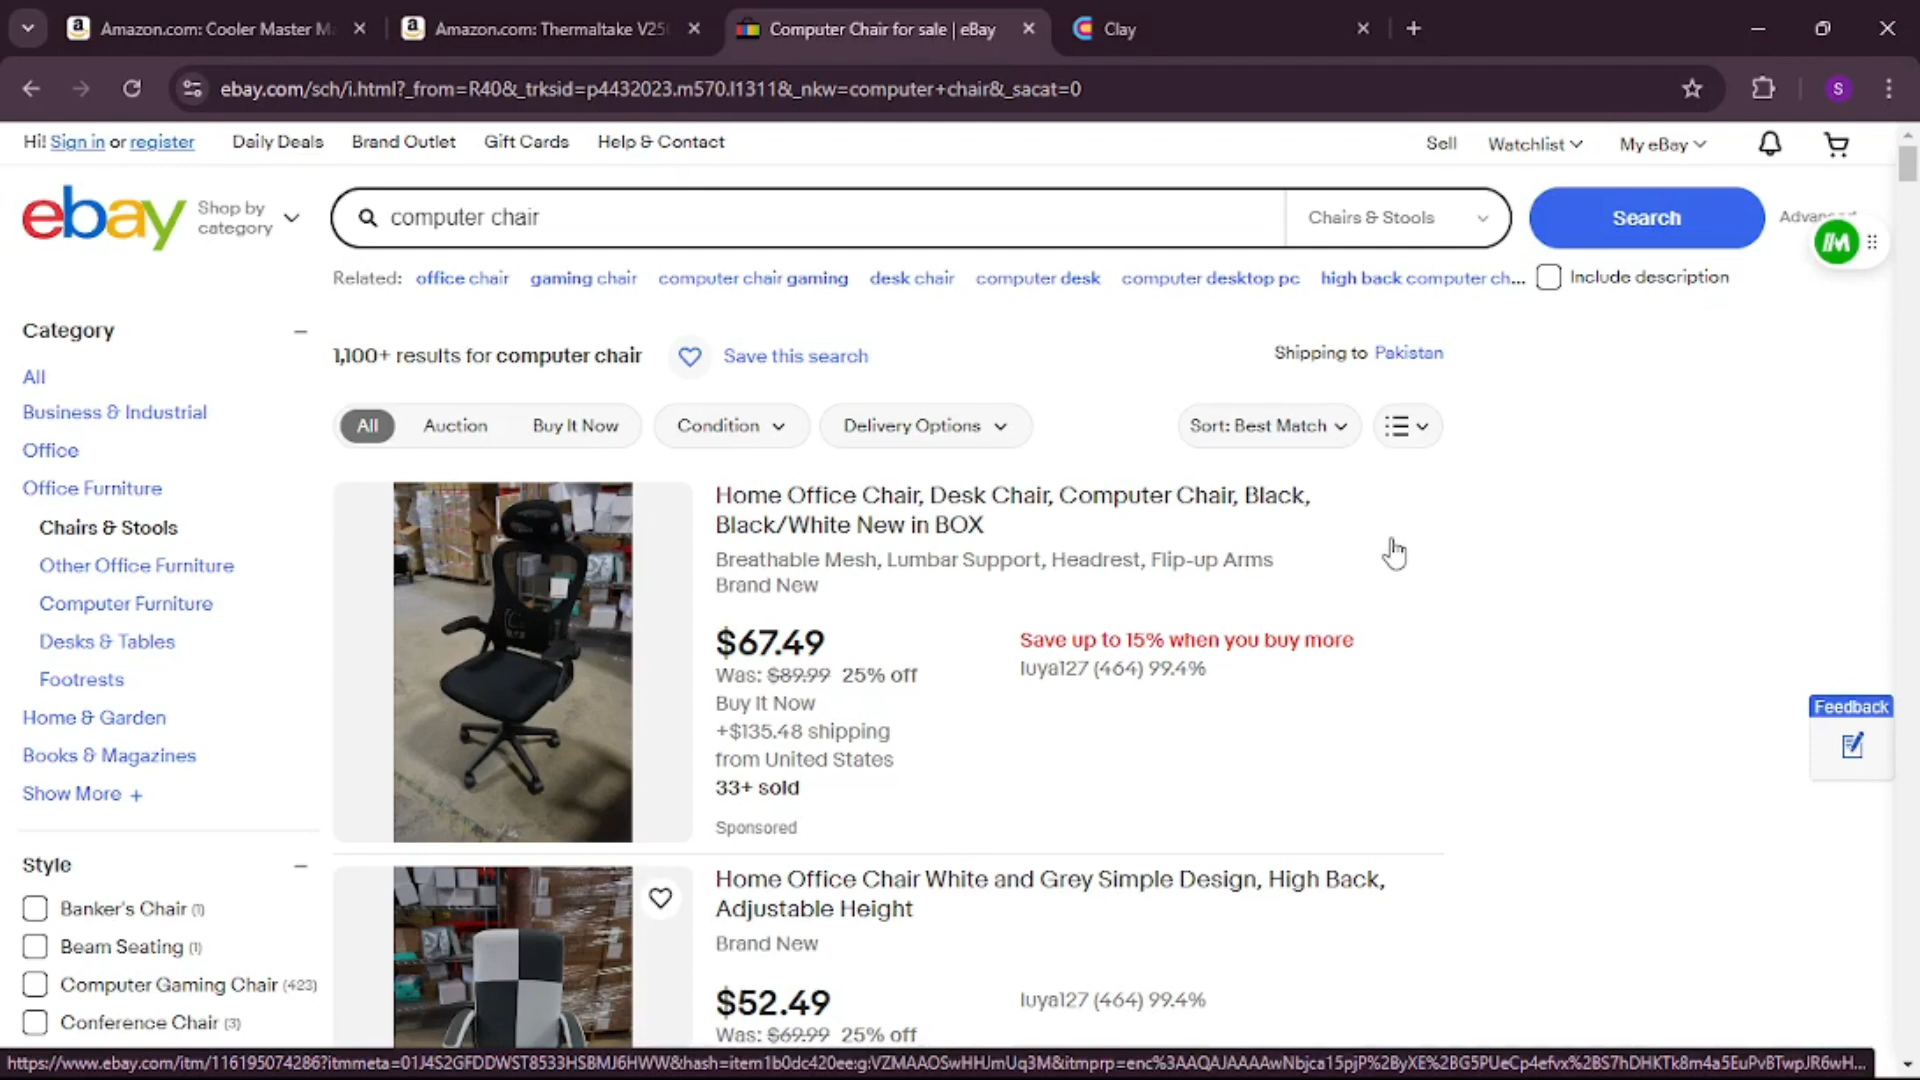 Amazon.com: Cooler Master M
Amazon.com: Thermaltake V25
Computer Chair for sale | eBay
Clay
ebay.com/sch/i.html?_from=R40&_trksid=p4432023.m570.l1311&_nkw=computer+chair&_sacat=0
S
Hi! Sign in or register
Daily Deals
Brand Outlet
Gift Cards
Help & Contact
Sell
Watchlist
My eBay
ebay
Shop by
category
computer chair
Chairs & Stools
Search
Advanced
Related: office chair gaming chair computer chair gaming desk chair computer desk computer desktop pc high back computer ch...
Include description
Category
All
Business & Industrial
Office
Office Furniture
Chairs & Stools
Other Office Furniture
Computer Furniture
Desks & Tables
Footrests
Home & Garden
Books & Magazines
Show More +
Style
Banker's Chair (1)
Beam Seating (1)
Computer Gaming Chair (423)
Conference Chair (3)
1,100+ results for computer chair
Save this search
Shipping to Pakistan
All
Auction
Buy It Now
Condition
Delivery Options
Sort: Best Match
Home Office Chair, Desk Chair, Computer Chair, Black,
Black/White New in BOX
Breathable Mesh, Lumbar Support, Headrest, Flip-up Arms
Brand New
$67.49
Was: $89.99 25% off
Buy It Now
+$135.48 shipping
from United States
33+ sold
Sponsored
Save up to 15% when you buy more
luya127 (464) 99.4%
Home Office Chair White and Grey Simple Design, High Back,
Adjustable Height
Brand New
$52.49
Was: $69.99 25% off
luya127 (464) 99.4%
Feedback